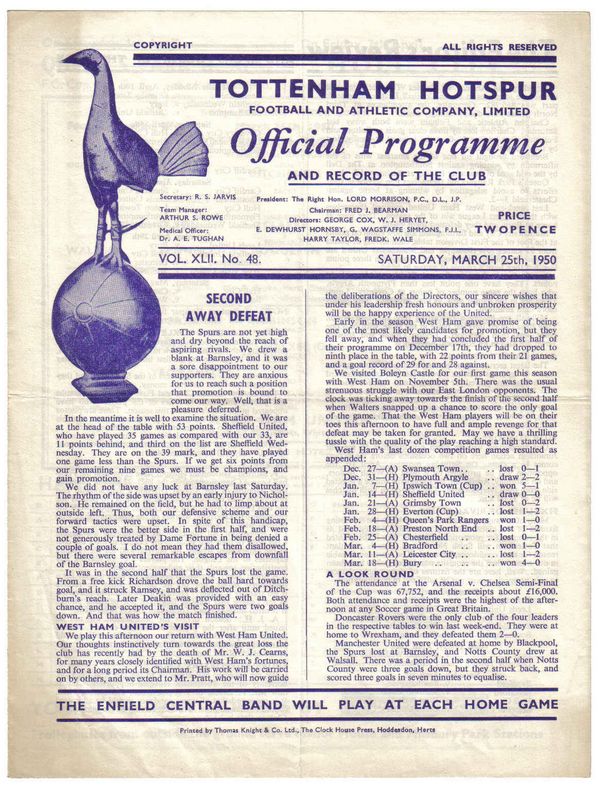 COPYRIGHT
ALL RIGHTS RESERVED
TOTTENHAM HOTSPUR
FOOTBALL AND ATHLETIC COMPANY, LIMITED
Official Programme
AND RECORD OF THE CLUB
Secretary: R. S. JARVIS
Team Manager:
ARTHUR S. ROWE
Medical Officer:
Dr. A. E. TUGHAN
President: The Right Hon. LORD MORRISON, P.C., D.L., J.P.
Chairman: FRED J. BEARMAN
Directors: GEORGE COX, W. J. HERYET,
E. DEWHURST HORNSBY, G. WAGSTAFFE SIMMONS, F.J.I.,
HARRY TAYLOR, FREDK. WALE
PRICE
TWOPENCE
VOL. XLII. No. 48.
SATURDAY, MARCH 25th, 1950
SECOND
AWAY DEFEAT
The Spurs are not yet high
and dry beyond the reach of
aspiring rivals. We drew a
blank at Barnsley, and it was
a sore disappointment to our
supporters. They are anxious
for us to reach such a position
that promotion is bound to
come our way. Well, that is a
pleasure deferred.
In the meantime it is well to examine the situation. We are
at the head of the table with 53 points. Sheffield United,
who have played 35 games as compared with our 33, are
11 points behind, and third on the list are Sheffield Wed-
nesday. They are on the 39 mark, and they have played
one game less than the Spurs. If we get six points from
our remaining nine games we must be champions, and
gain promotion.
We did not have any luck at Barnsley last Saturday.
The rhythm of the side was upset by an early injury to Nichol-
son. He remained on the field, but he had to limp about at
outside left. Thus, both our defensive scheme and our
forward tactics were upset. In spite of this handicap,
the Spurs were the better side in the first half, and were
not generously treated by Dame Fortune in being denied a
couple of goals. I do not mean they had them disallowed,
but there were several remarkable escapes from downfall
of the Barnsley goal.
It was in the second half that the Spurs lost the game.
From a free kick Richardson drove the ball hard towards
goal, and it struck Ramsey, and was deflected out of Ditch-
burn's reach. Later Deakin was provided with an easy
chance, and he accepted it, and the Spurs were two goals
down. And that was how the match finished.
WEST HAM UNITED'S VISIT
We play this afternoon our return with West Ham United.
Our thoughts instinctively turn towards the great loss the
club has recently had by the death of Mr. W. J. Cearns,
for many years closely identified with West Ham's fortunes,
and for a long period its Chairman. His work will be carried
on by others, and we extend to Mr. Pratt, who will now guide
the deliberations of the Directors, our sincere wishes that
under his leadership fresh honours and unbroken prosperity
will be the happy experience of the United.
Early in the season West Ham gave promise of being
one of the most likely candidates for promotion, but they
fell away, and when they had concluded the first half of
their programme on December 17th, they had dropped to
ninth place in the table, with 22 points from their 21 games,
and a goal record of 29 for and 28 against.
We visited Boleyn Castle for our first game this season
with West Ham on November 5th. There was the usual
strenuous struggle with our East London opponents. The
clock was ticking away towards the finish of the second half
when Walters snapped up a chance to score the only goal
of the game. That the West Ham players will be on their
toes this afternoon to have full and ample revenge for that
defeat may be taken for granted. May we have a thrilling
tussle with the quality of the play reaching a high standard.
West Ham's last dozen competition games resulted as
appended:
Dec. 27—(A) Swansea Town .. .. lost 0—1
Dec. 31—(H) Plymouth Argyle .. draw 2—2
Jan. 7—(H) Ipswich Town (Cup) .. won 5—1
Jan. 14—(H) Sheffield United .. draw 0—0
Jan. 21—(A) Grimsby Town .. lost 0—2
Jan. 28—(H) Everton (Cup) .. lost 1—2
Feb. 4—(H) Queen's Park Rangers won 1—0
Feb. 18—(A) Preston North End .. lost 1—2
Feb. 25—(A) Chesterfield .. lost 0—1
Mar. 4—(H) Bradford .. .. won 1—0
Mar. 11—(A) Leicester City .. .. lost 1—2
Mar. 18—(H) Bury .. .. won 4—0
A LOOK ROUND
The attendance at the Arsenal v. Chelsea Semi-Final
of the Cup was 67,752, and the receipts about £16,000.
Both attendance and receipts were the highest of the after-
noon at any Soccer game in Great Britain.
Doncaster Rovers were the only club of the four leaders
in the respective tables to win last week-end. They were at
home to Wrexham, and they defeated them 2—0.
Manchester United were defeated at home by Blackpool,
the Spurs lost at Barnsley, and Notts County drew at
Walsall. There was a period in the second half when Notts
County were three goals down, but they struck back, and
scored three goals in seven minutes to equalise.
THE ENFIELD CENTRAL BAND WILL PLAY AT EACH HOME GAME
Printed by Thomas Knight & Co. Ltd., The Clock House Press, Hoddesdon, Herts